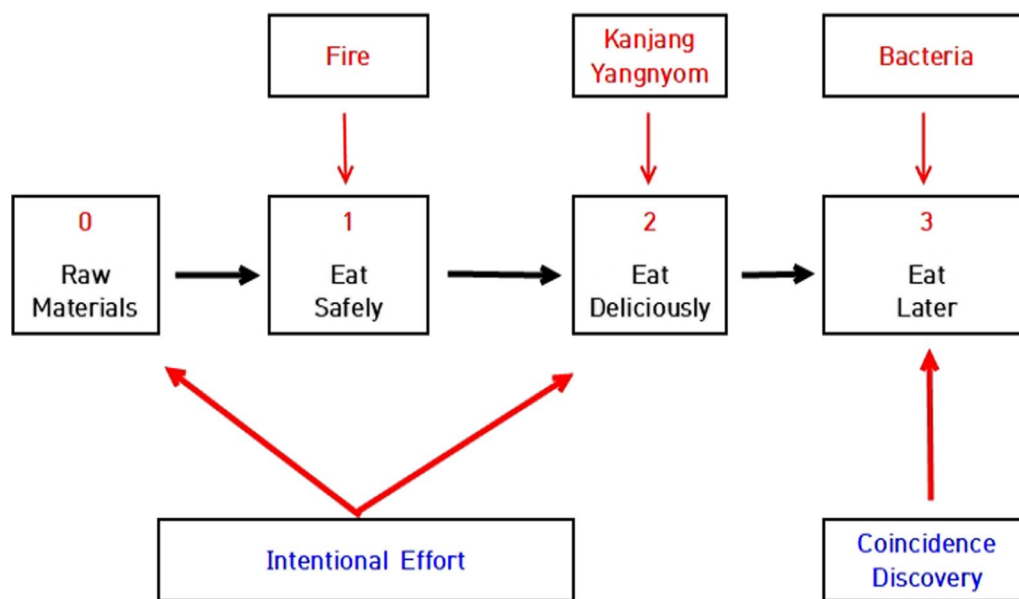 Fire
Kanjang
Yangnyom
Bacteria
0
Raw
Materials
1
Eat
Safely
2
Eat
Deliciously
3
Eat
Later
Intentional Effort
Coincidence
Discovery